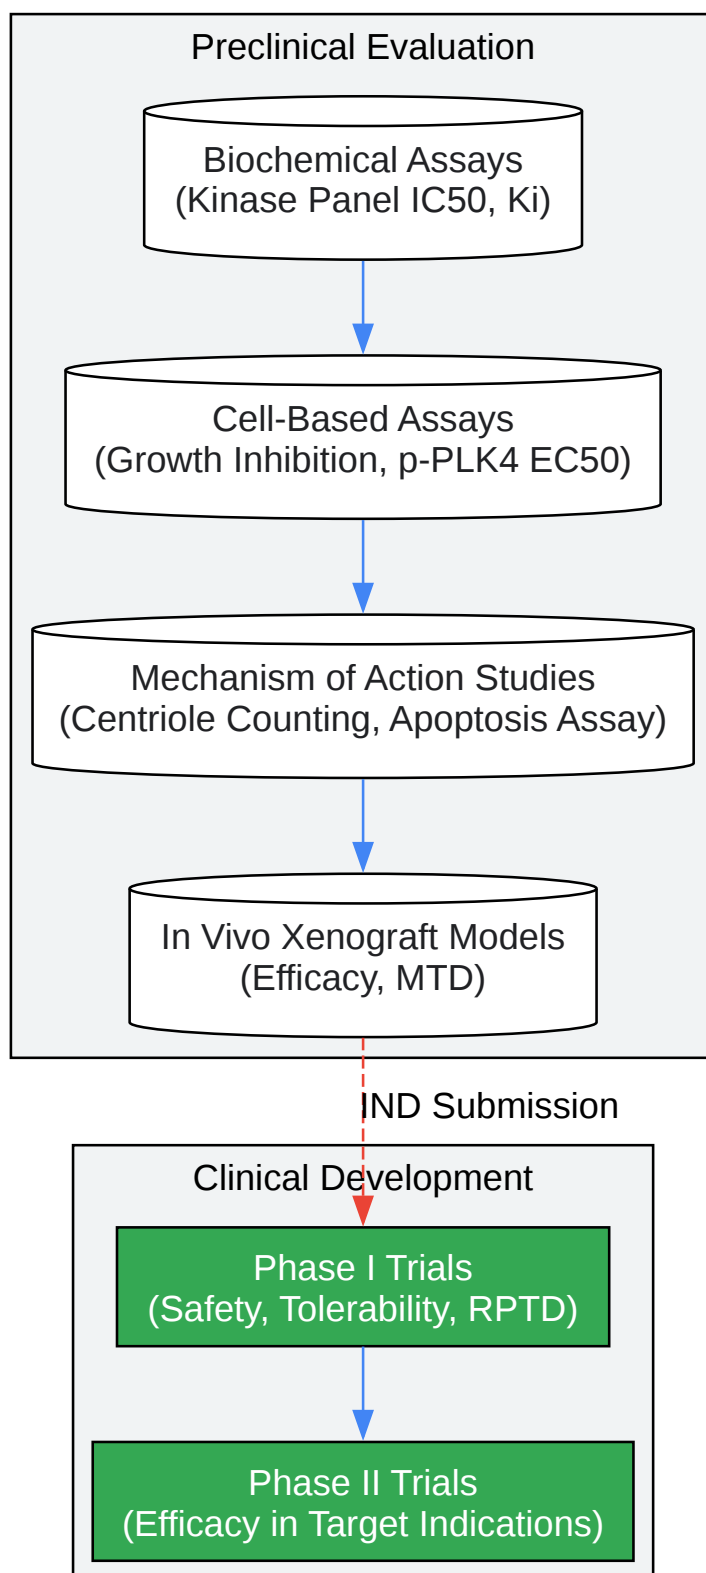 Preclinical Evaluation
Biochemical Assays
(Kinase Panel IC50, Ki)
Cell-Based Assays
(Growth Inhibition, p-PLK4 EC50)
Mechanism of Action Studies
(Centriole Counting, Apoptosis Assay)
In Vivo Xenograft Models
(Efficacy, MTD)
IND Submission
Clinical Development
Phase I Trials
(Safety, Tolerability, RPTD)
Phase II Trials
(Efficacy in Target Indications)